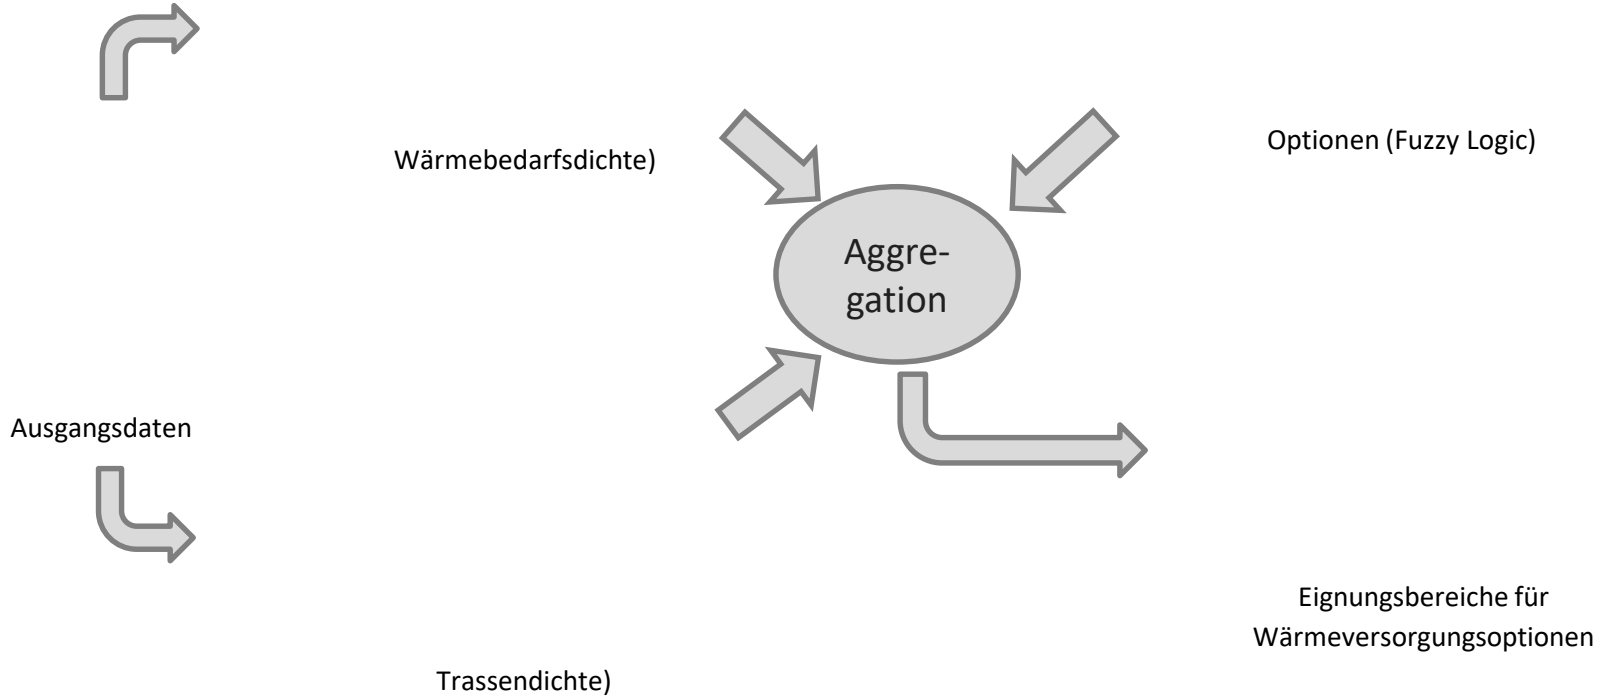 Wärmebedarfsdichte)
Optionen (Fuzzy Logic)
Aggre-
gation
Ausgangsdaten
Eignungsbereiche für
Wärmeversorgungsoptionen
Trassendichte)